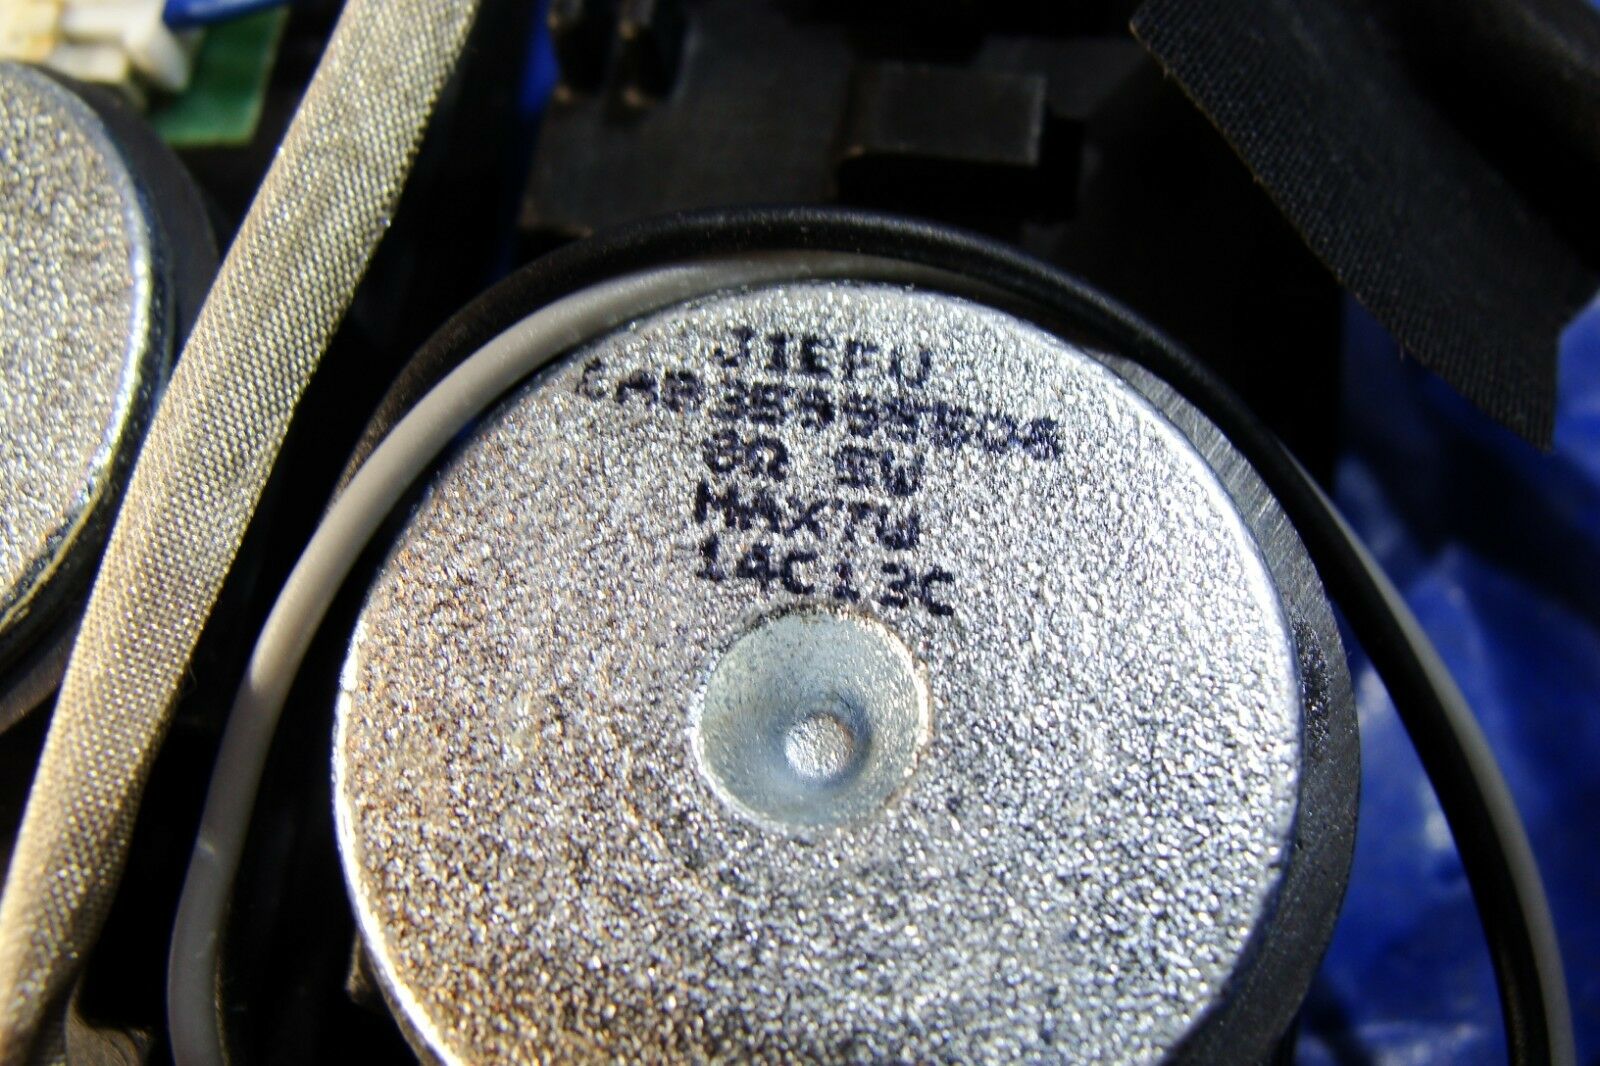 JIEFU
8Ω 5W
MAX7W
14C13C